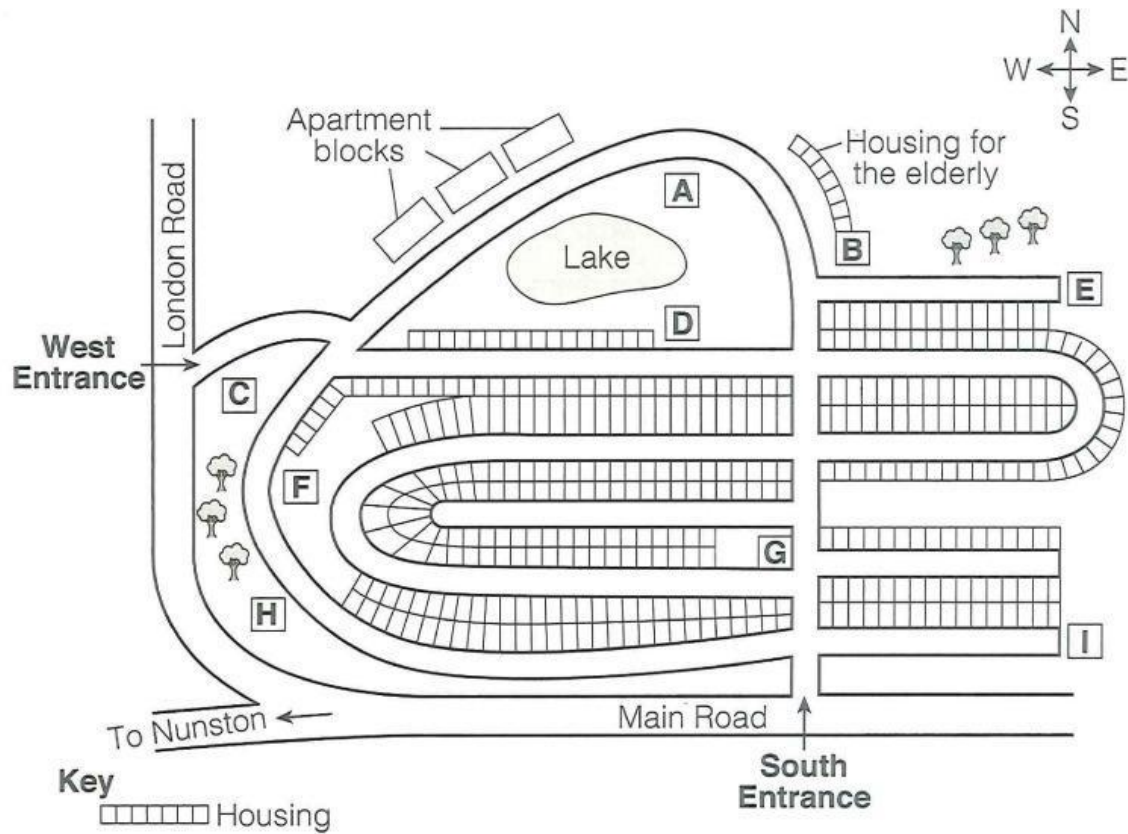 N
W E
S
Apartment
blocks
Housing for
the elderly
London Road
A
B
Lake
E
D
West
Entrance
C
F
G
H
I
To Nunston
Main Road
South
Entrance
Key
Housing